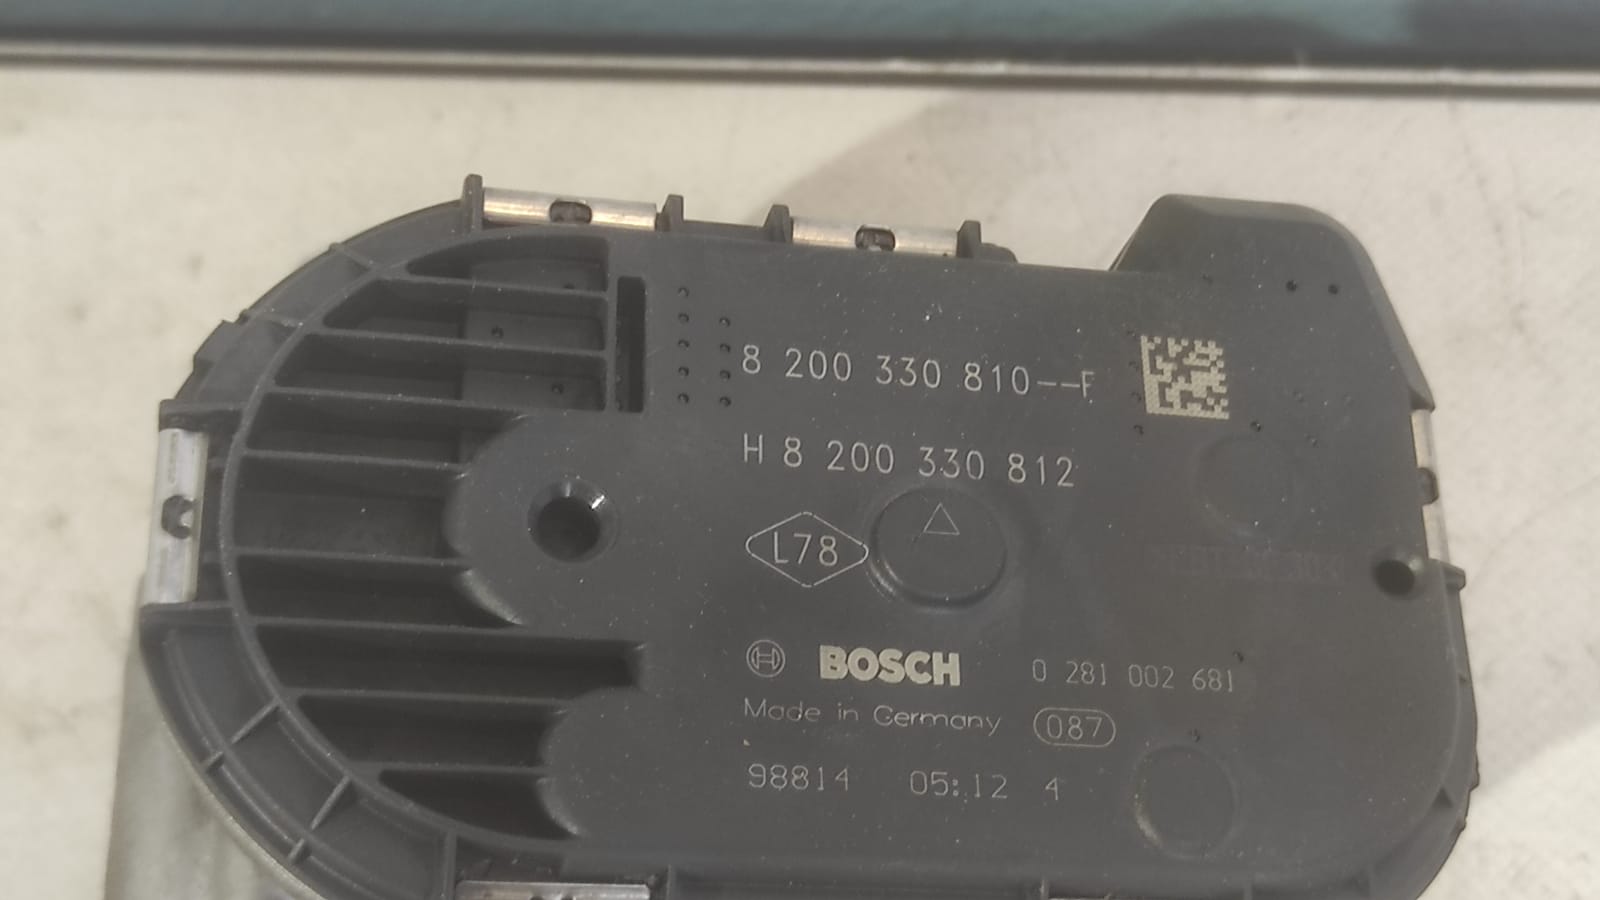 8 200 330 810--F
H 8 200 330 812
L78
BOSCH 0 281 002 681
Made in Germany 087
98814 05:12 4